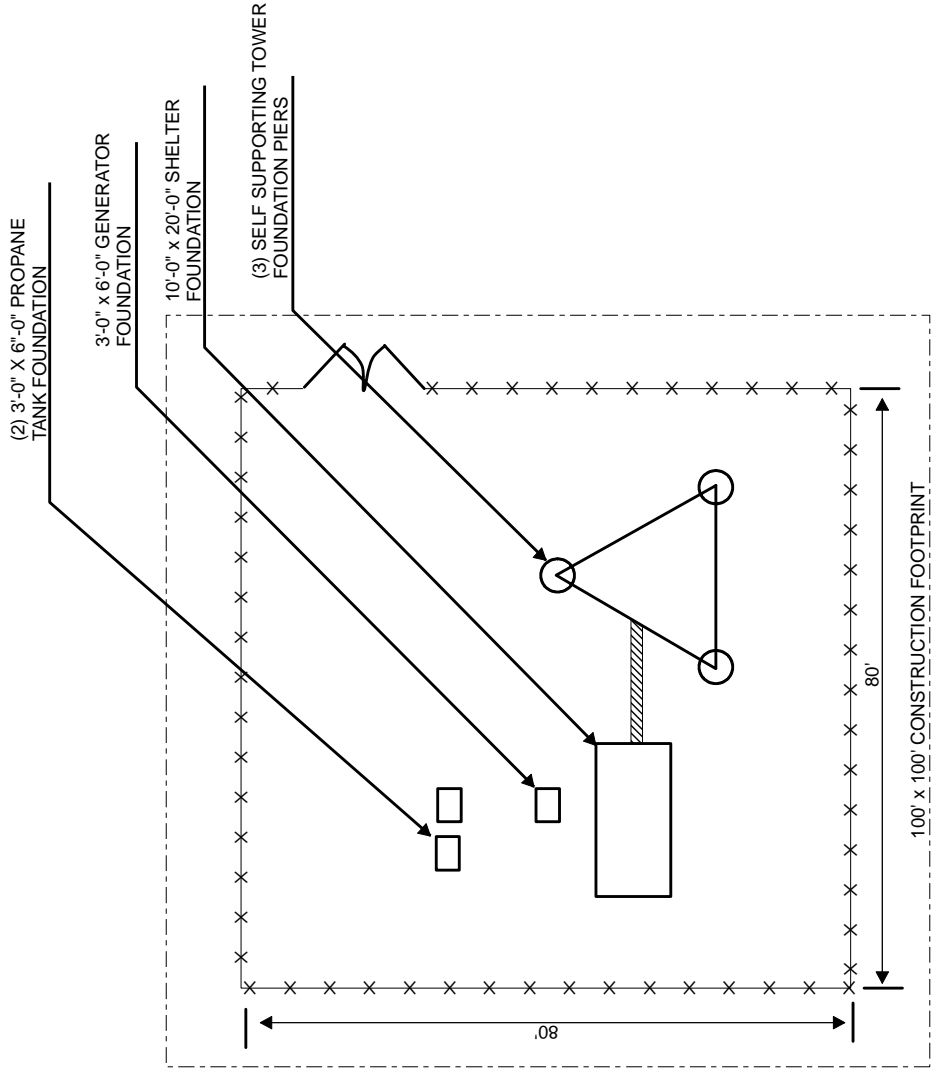 (2) 3'-0" X 6"-0" PROPANE
TANK FOUNDATION
3'-0" x 6'-0" GENERATOR
FOUNDATION
10'-0" x 20'-0" SHELTER
FOUNDATION
(3) SELF SUPPORTING TOWER
FOUNDATION PIERS
80'
80'
100' x 100' CONSTRUCTION FOOTPRINT